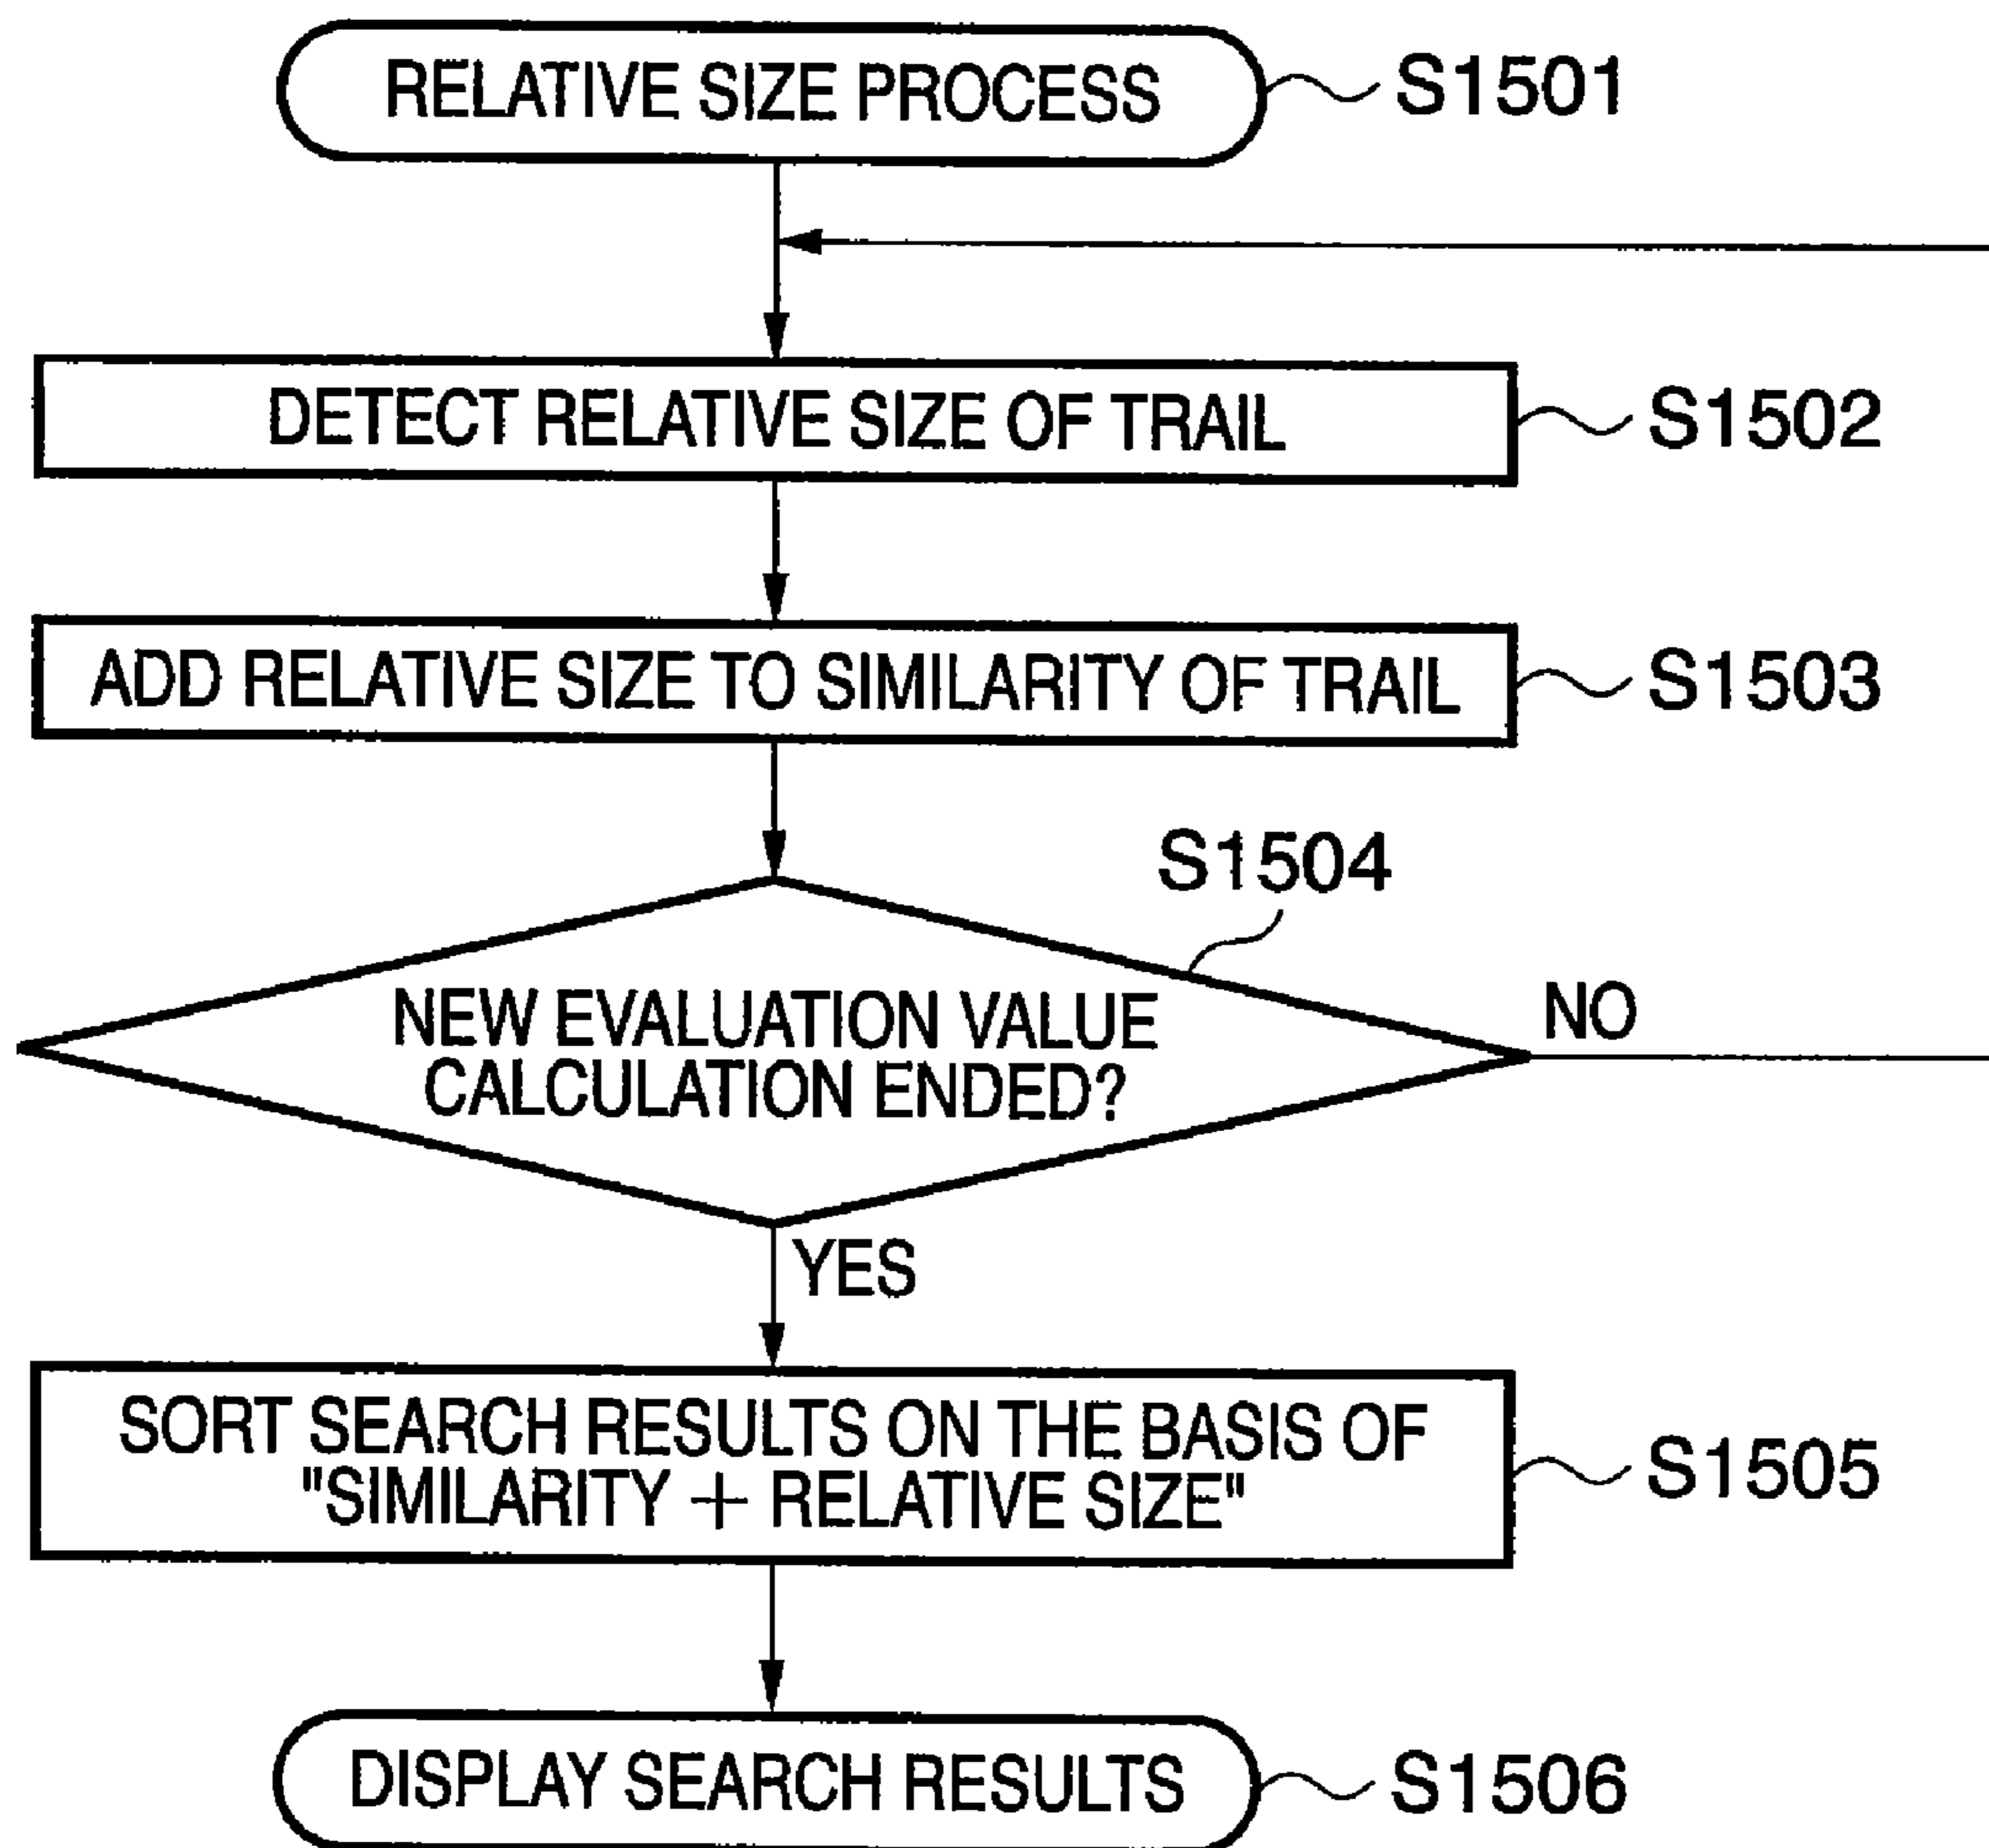 RELATIVE SIZE PROCESS
S1501
DETECT RELATIVE SIZE OF TRAIL
S1502
ADD RELATIVE SIZE TO SIMILARITY OF TRAIL
S1503
S1504
NEW EVALUATION VALUE
CALCULATION ENDED?
NO
YES
SORT SEARCH RESULTS ON THE BASIS OF
"SIMILARITY + RELATIVE SIZE"
S1505
DISPLAY SEARCH RESULTS
S1506